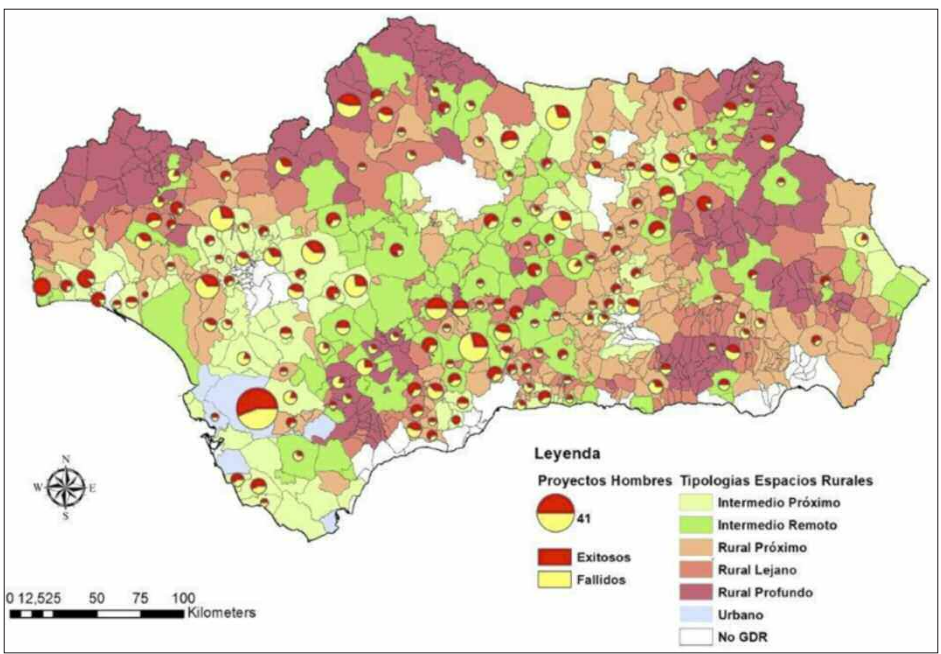 N
W E
S
0 12,525 50 75 100
Kilometers
Leyenda
Proyectos Hombres
41
Exitosos
Fallidos
Tipologias Espacios Rurales
Intermedio Próximo
Intermedio Remoto
Rural Próximo
Rural Lejano
Rural Profundo
Urbano
No GDR